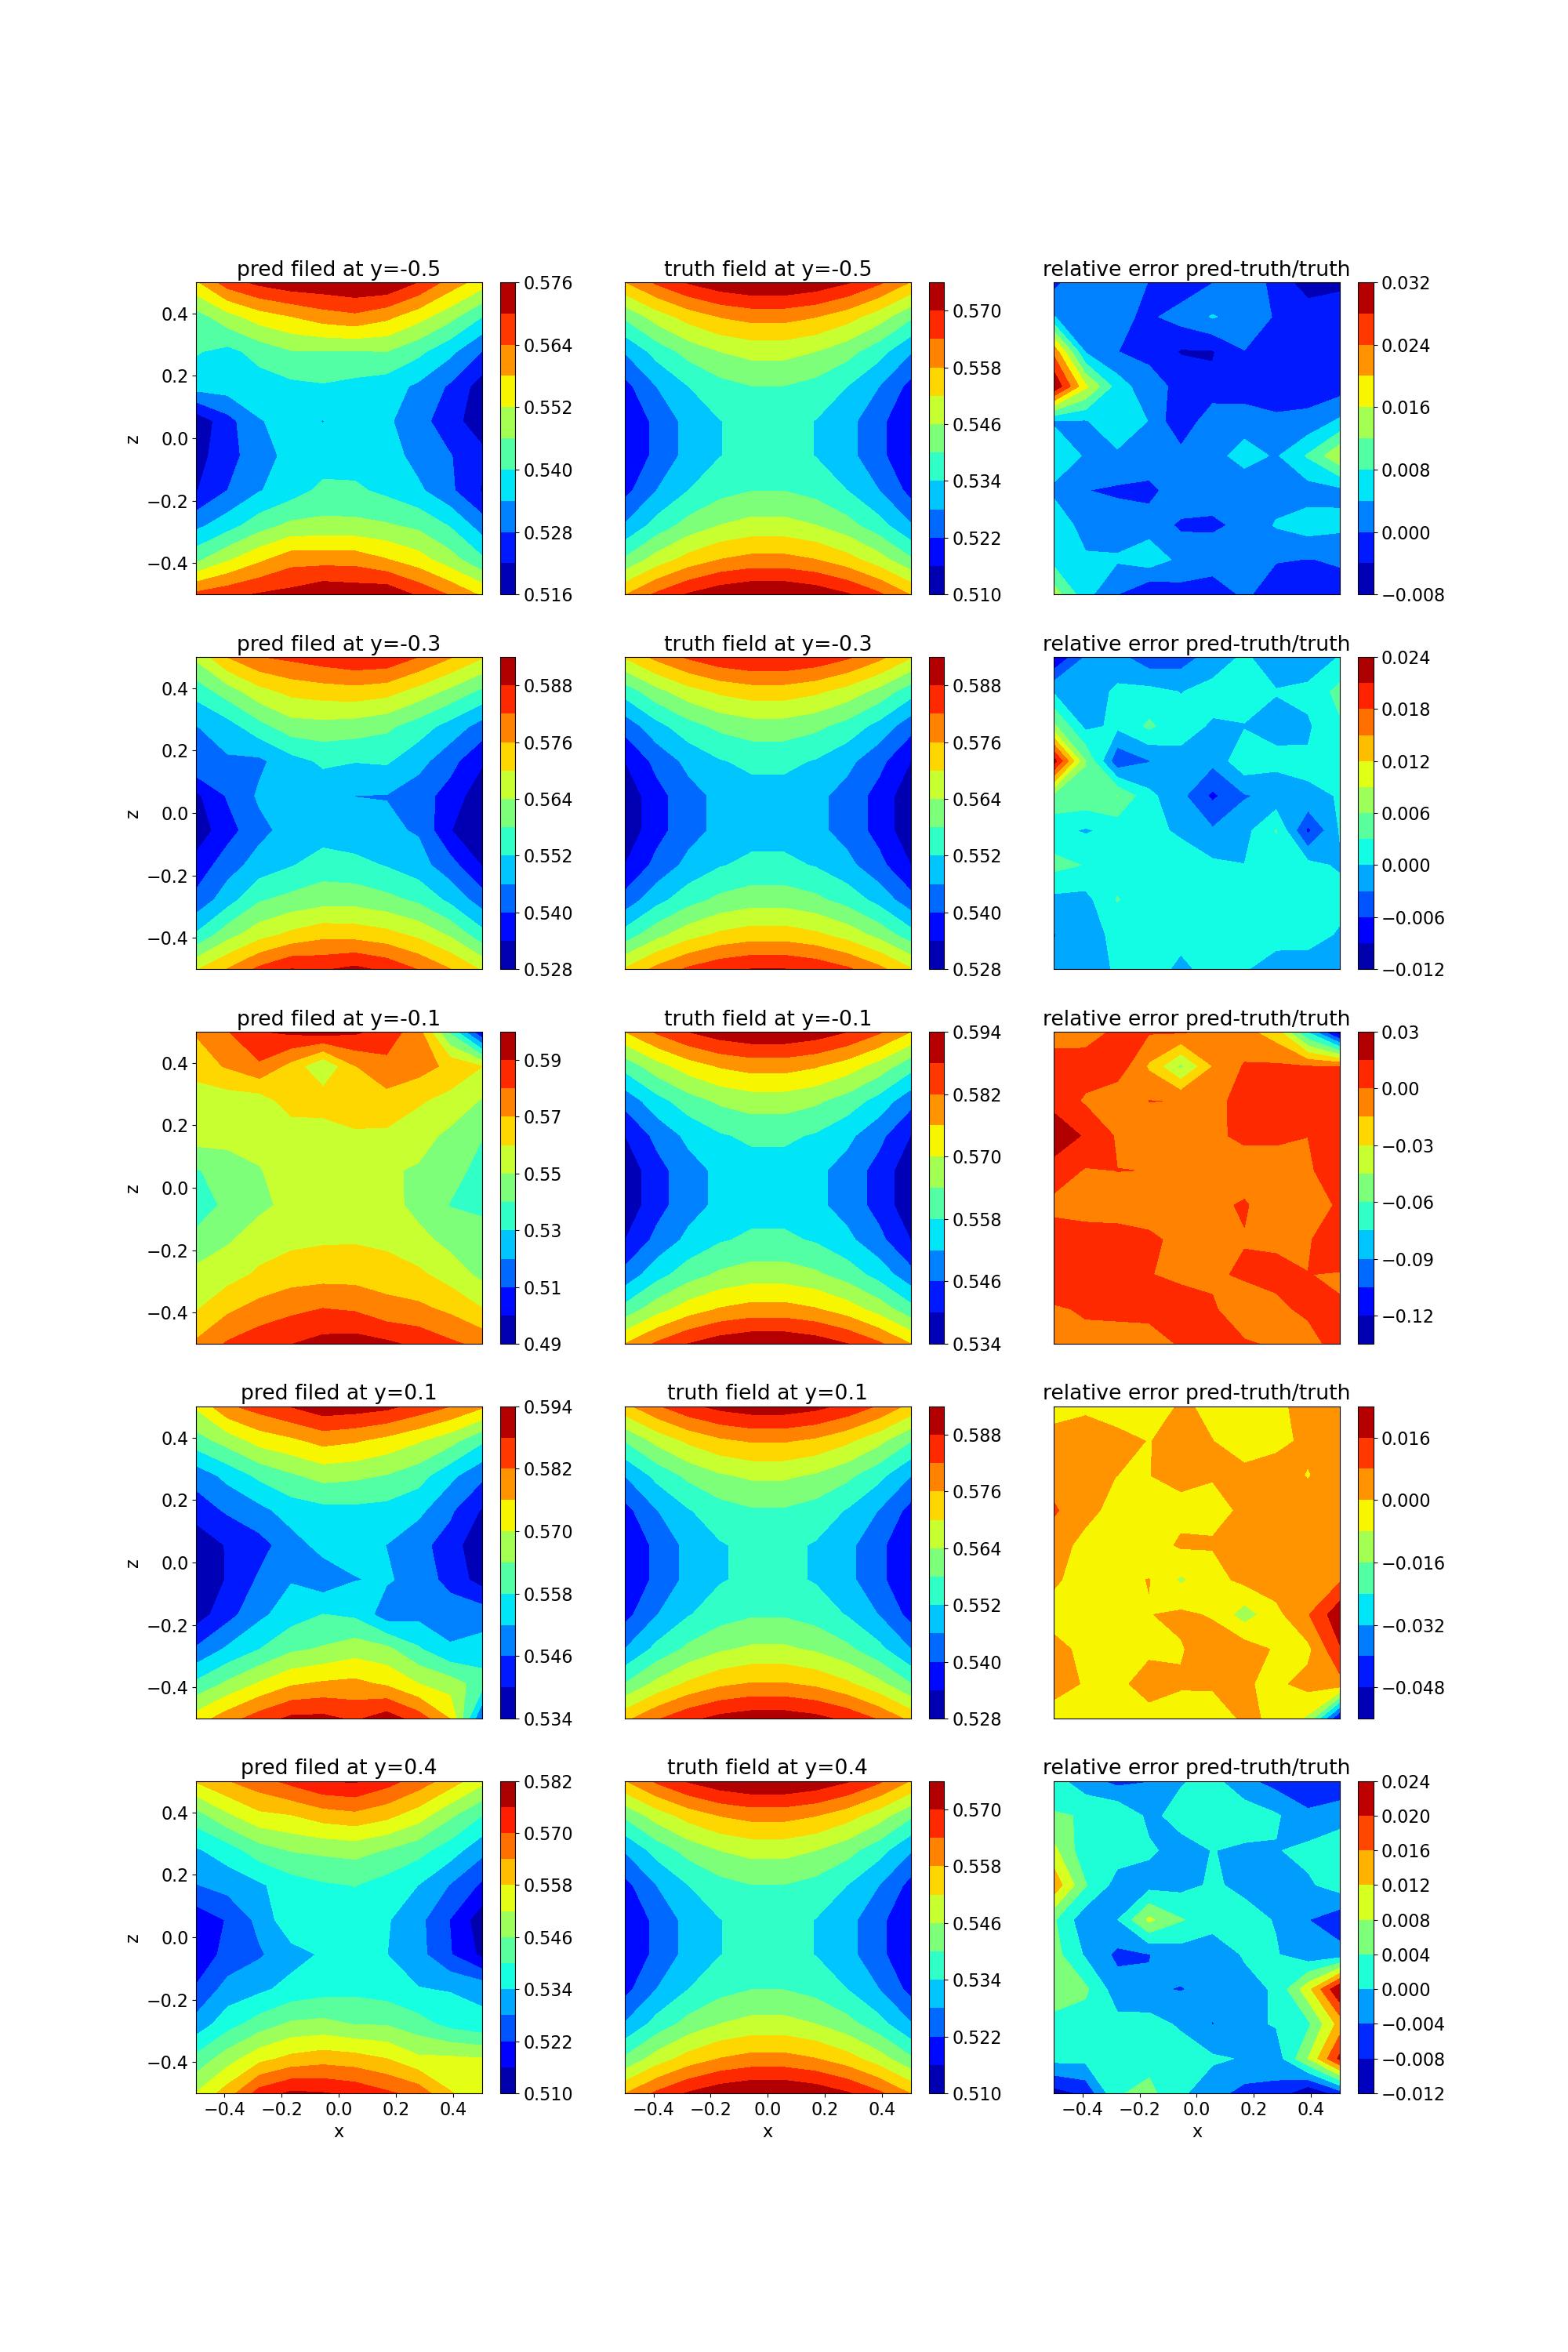 pred filed at y=-0.5 truth field at y=-0.5 relative error pred-truth/truth
z 0.4 0.2 0.0 −0.2 −0.4
0.576 0.564 0.552 0.540 0.528 0.516
0.570 0.558 0.546 0.534 0.522 0.510
0.032 0.024 0.016 0.008 0.000 −0.008
pred filed at y=-0.3 truth field at y=-0.3 relative error pred-truth/truth
z 0.4 0.2 0.0 −0.2 −0.4
0.588 0.576 0.564 0.552 0.540 0.528
0.588 0.576 0.564 0.552 0.540 0.528
0.024 0.018 0.012 0.006 0.000 −0.006 −0.012
pred filed at y=-0.1 truth field at y=-0.1 relative error pred-truth/truth
z 0.4 0.2 0.0 −0.2 −0.4
0.59 0.57 0.55 0.53 0.51 0.49
0.594 0.582 0.570 0.558 0.546 0.534
0.03 0.00 −0.03 −0.06 −0.09 −0.12
pred filed at y=0.1 truth field at y=0.1 relative error pred-truth/truth
z 0.4 0.2 0.0 −0.2 −0.4
0.594 0.582 0.570 0.558 0.546 0.534
0.588 0.576 0.564 0.552 0.540 0.528
0.016 0.000 −0.016 −0.032 −0.048
pred filed at y=0.4 truth field at y=0.4 relative error pred-truth/truth
z 0.4 0.2 0.0 −0.2 −0.4
0.582 0.570 0.558 0.546 0.534 0.522 0.510
0.570 0.558 0.546 0.534 0.522 0.510
0.024 0.020 0.016 0.012 0.008 0.004 0.000 −0.004 −0.008 −0.012
−0.4 −0.2 0.0 0.2 0.4 −0.4 −0.2 0.0 0.2 0.4 −0.4 −0.2 0.0 0.2 0.4
x x x